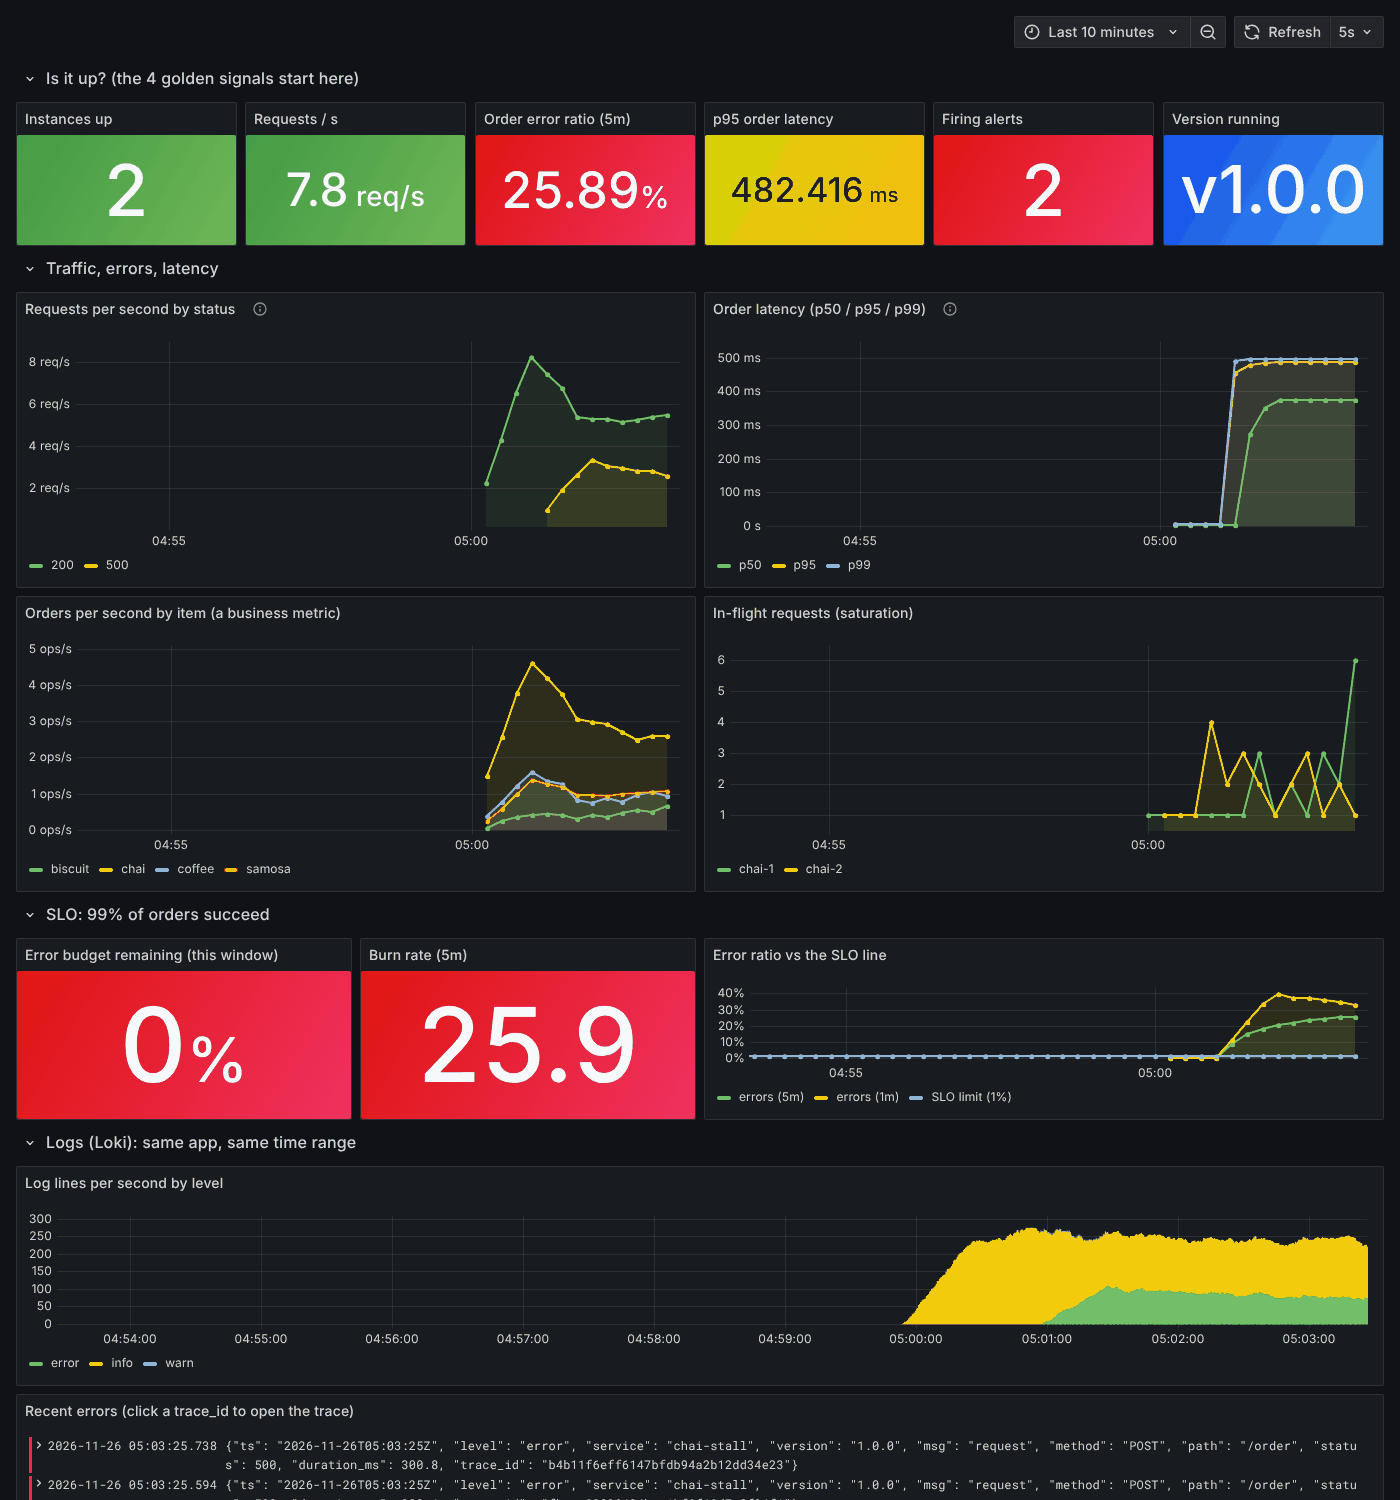 Last 10 minutes
Refresh
5s
Is it up? (the 4 golden signals start here)
Instances up
Requests / s
Order error ratio (5m)
p95 order latency
Firing alerts
Version running
2
7.8 req/s
25.89%
482.416 ms
2
v1.0.0
Traffic, errors, latency
Requests per second by status
8 req/s
6 req/s
4 req/s
2 req/s
04:55
05:00
200
500
Order latency (p50 / p95 / p99)
500 ms
400 ms
300 ms
200 ms
100 ms
0 s
04:55
05:00
p50
p95
p99
Orders per second by item (a business metric)
5 ops/s
4 ops/s
3 ops/s
2 ops/s
1 ops/s
0 ops/s
04:55
05:00
biscuit
chai
coffee
samosa
In-flight requests (saturation)
6
5
4
3
2
1
04:55
05:00
chai-1
chai-2
SLO: 99% of orders succeed
Error budget remaining (this window)
0%
Burn rate (5m)
25.9
Error ratio vs the SLO line
40%
30%
20%
10%
0%
04:55
05:00
errors (5m)
errors (1m)
SLO limit (1%)
Logs (Loki): same app, same time range
Log lines per second by level
300
250
200
150
100
50
0
04:54:00
04:55:00
04:56:00
04:57:00
04:58:00
04:59:00
05:00:00
05:01:00
05:02:00
05:03:00
error
info
warn
Recent errors (click a trace_id to open the trace)
2026-11-26 05:03:25.738 {"ts": "2026-11-26T05:03:25Z", "level": "error", "service": "chai-stall", "version": "1.0.0", "msg": "request", "method": "POST", "path": "/order", "statu
s": 500, "duration_ms": 300.8, "trace_id": "b4b11f6eff6147bfdb94a2b12dd34e23"}
2026-11-26 05:03:25.594 {"ts": "2026-11-26T05:03:25Z", "level": "error", "service": "chai-stall", "version": "1.0.0", "msg": "request", "method": "POST", "path": "/order", "statu